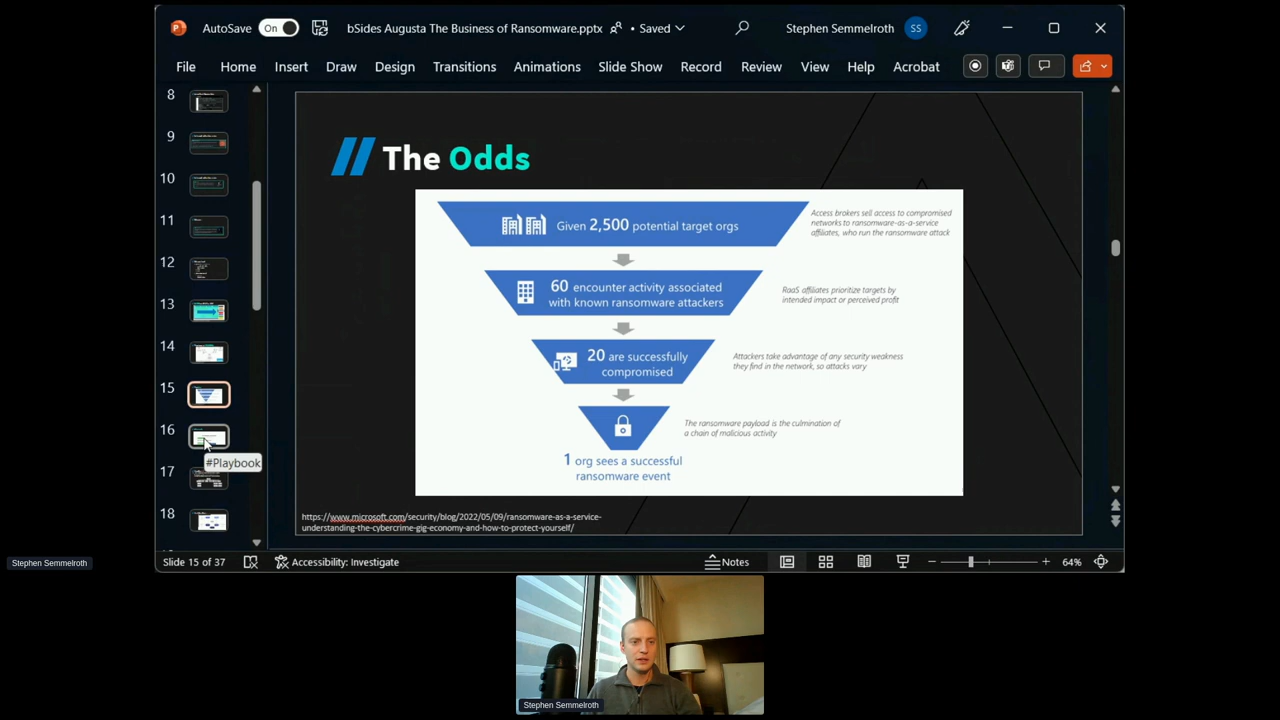 AutoSave
On
bSides Augusta The Business of Ransomware.pptx
• Saved
Stephen Semmelroth
SS
File
Home
Insert
Draw
Design
Transitions
Animations
Slide Show
Record
Review
View
Help
Acrobat
8
9
10
11
12
13
14
15
16
#Playbook
17
18
The Odds
Given 2,500 potential target orgs
Access brokers sell access to compromised
networks to ransomware-as-a-service
affiliates, who run the ransomware attack
60 encounter activity associated
with known ransomware attackers
RaaS affiliates prioritize targets by
intended impact or perceived profit
20 are successfully
compromised
Attackers take advantage of any security weakness
they find in the network, so attacks vary
The ransomware payload is the culmination of
a chain of malicious activity
1 org sees a successful
ransomware event
https://www.microsoft.com/security/blog/2022/05/09/ransomware-as-a-service-
understanding-the-cybercrime-gig-economy-and-how-to-protect-yourself/
Slide 15 of 37
Accessibility: Investigate
Notes
64%
Stephen Semmelroth
Stephen Semmelroth